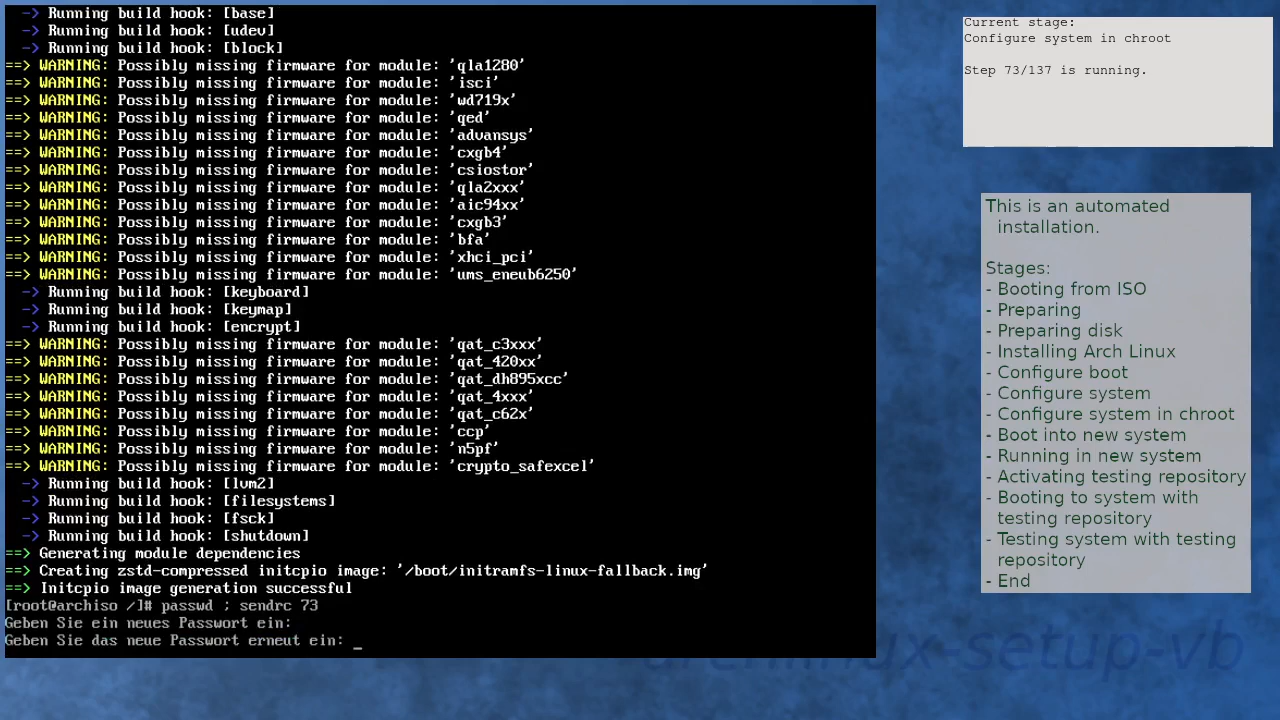 -> Running build hook: [base]
-> Running build hook: [udev]
-> Running build hook: [block]
==> WARNING: Possibly missing firmware for module: 'qla1280'
==> WARNING: Possibly missing firmware for module: 'isci'
==> WARNING: Possibly missing firmware for module: 'wd719x'
==> WARNING: Possibly missing firmware for module: 'qed'
==> WARNING: Possibly missing firmware for module: 'advansys'
==> WARNING: Possibly missing firmware for module: 'cxgb4'
==> WARNING: Possibly missing firmware for module: 'csiostor'
==> WARNING: Possibly missing firmware for module: 'qla2xxx'
==> WARNING: Possibly missing firmware for module: 'aic94xx'
==> WARNING: Possibly missing firmware for module: 'cxgb3'
==> WARNING: Possibly missing firmware for module: 'bfa'
==> WARNING: Possibly missing firmware for module: 'xhci_pci'
==> WARNING: Possibly missing firmware for module: 'ums_eneub6250'
-> Running build hook: [keyboard]
-> Running build hook: [keymap]
-> Running build hook: [encrypt]
==> WARNING: Possibly missing firmware for module: 'qat_c3xxx'
==> WARNING: Possibly missing firmware for module: 'qat_420xx'
==> WARNING: Possibly missing firmware for module: 'qat_dh895xcc'
==> WARNING: Possibly missing firmware for module: 'qat_4xxx'
==> WARNING: Possibly missing firmware for module: 'qat_c62x'
==> WARNING: Possibly missing firmware for module: 'ccp'
==> WARNING: Possibly missing firmware for module: 'n5pf'
==> WARNING: Possibly missing firmware for module: 'crypto_safexcel'
-> Running build hook: [lvm2]
-> Running build hook: [filesystems]
-> Running build hook: [fsck]
-> Running build hook: [shutdown]
==> Generating module dependencies
==> Creating zstd-compressed initcpio image: '/boot/initramfs-linux-fallback.img'
==> Initcpio image generation successful
[root@archiso /]# passwd ; sendrc 73
Geben Sie ein neues Passwort ein:
Geben Sie das neue Passwort erneut ein: _
Current stage:
Configure system in chroot
Step 73/137 is running.
This is an automated
installation.
Stages:
- Booting from ISO
- Preparing
- Preparing disk
- Installing Arch Linux
- Configure boot
- Configure system
- Configure system in chroot
- Boot into new system
- Running in new system
- Activating testing repository
- Booting to system with
testing repository
- Testing system with testing
repository
- End
archlinux-setup-vb